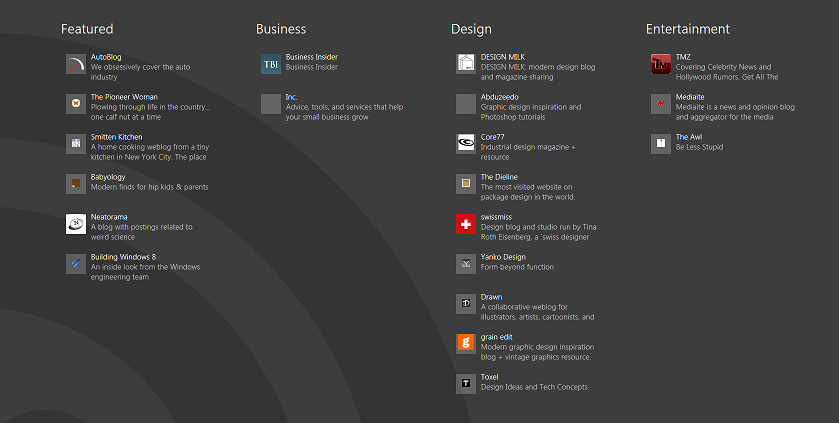 Featured
AutoBlog
We obsessively cover the auto
industry
The Pioneer Woman
Plowing through life in the country...
one calf nut at a time
Smitten Kitchen
A home cooking weblog from a tiny
kitchen in New York City. The place
Babyology
Modern finds for hip kids & parents
Neatorama
A blog with postings related to
weird science
Building Windows 8
An inside look from the Windows
engineering team
Business
TBI
Business Insider
Business Insider
Inc.
Advice, tools, and services that help
your small business grow
Design
DESIGN MILK
DESIGN MILK: modern design blog
and magazine sharing
Abduzeedo
Graphic design inspiration and
Photoshop tutorials
Core77
Industrial design magazine +
resource
The Dieline
The most visited website on
package design in the world.
swissmiss
Design blog and studio run by Tina
Roth Eisenberg, a 'swiss designer
Yanko Design
Form beyond function
D
Drawn
A collaborative weblog for
illustrators, artists, cartoonists, and
g
grain edit
Modern graphic design inspiration
blog + vintage graphics resource.
T
Toxel
Design Ideas and Tech Concepts
Entertainment
TMZ
Covering Celebrity News and
Hollywood Rumors. Get All The
Mediaite
Mediaite is a news and opinion blog
and aggregator for the media
The Awl
Be Less Stupid